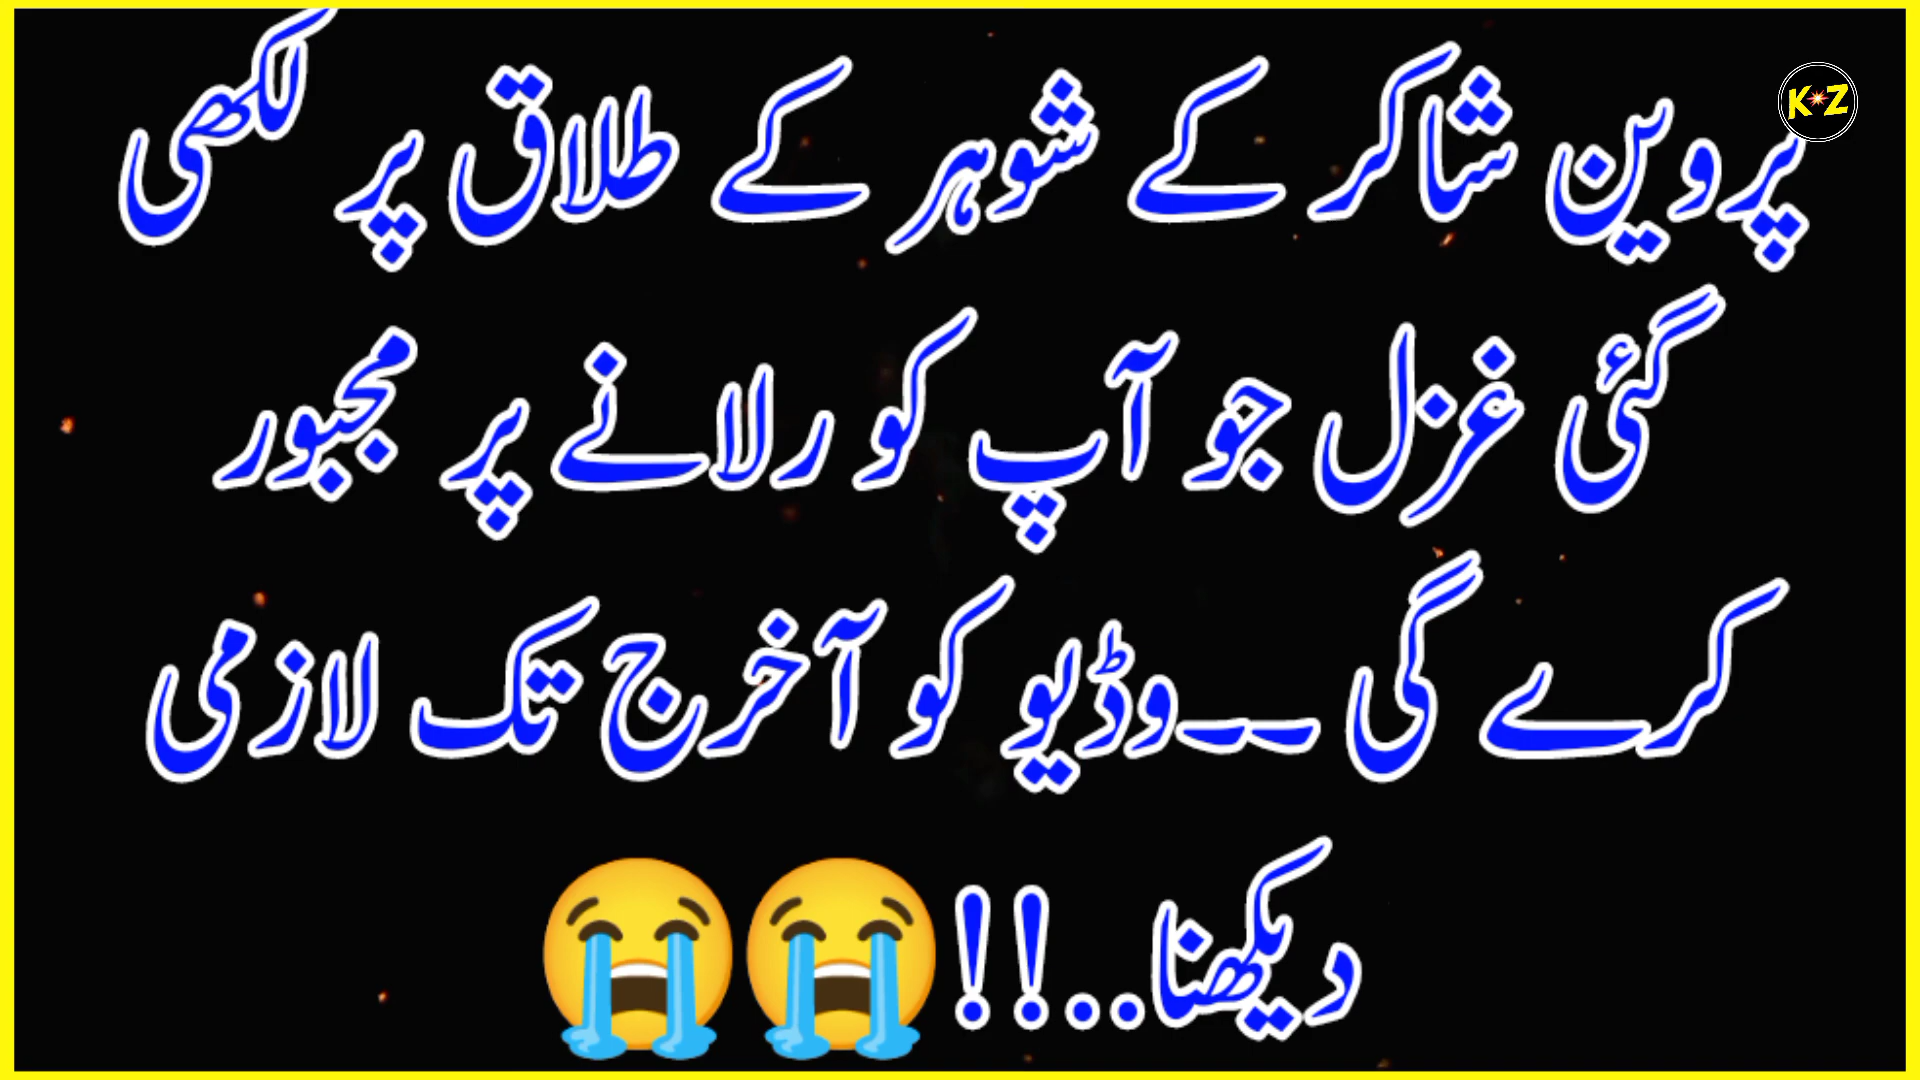 پروین شاکر کے شوہر کے طلاق پر لکھی
گئی غزل جو آپ کو رلانے پر مجبور
کرے گی ۔۔وڈیو کو آخرج تک لازمی
دیکھنا..!!😭😭
K Z